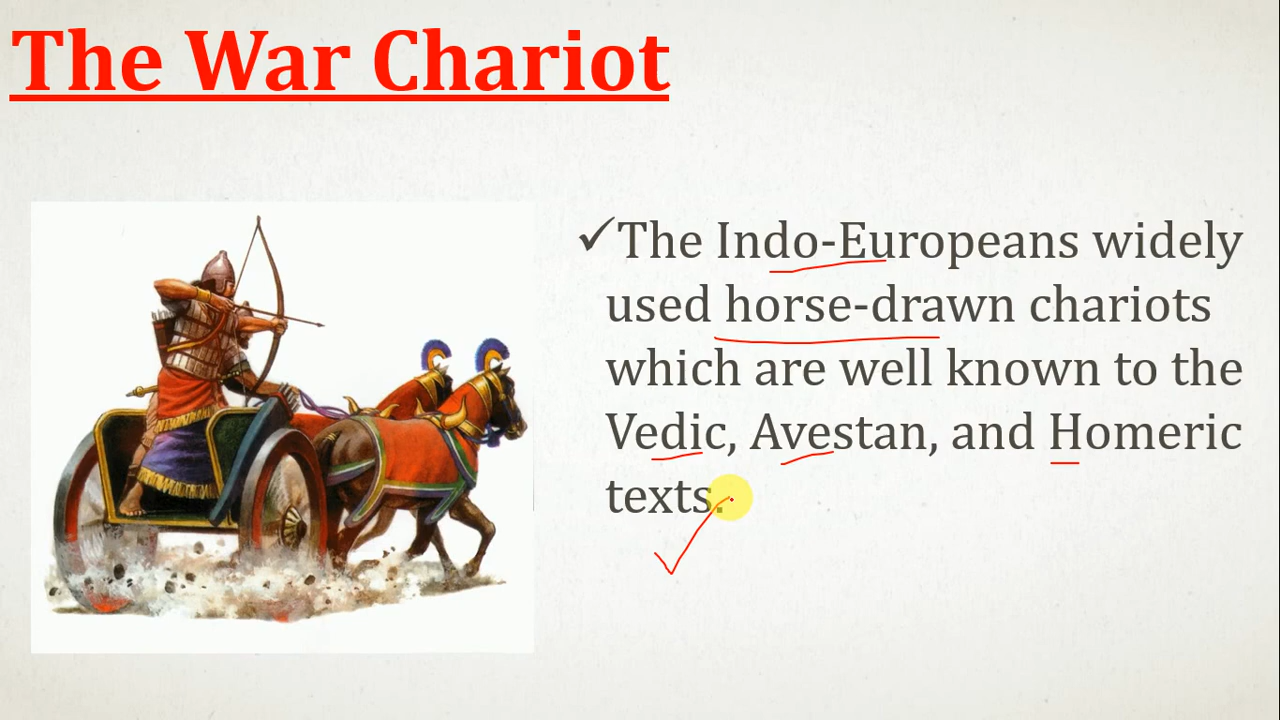 The War Chariot
✓The Indo-Europeans widely
used horse-drawn chariots
which are well known to the
Vedic, Avestan, and Homeric
texts.